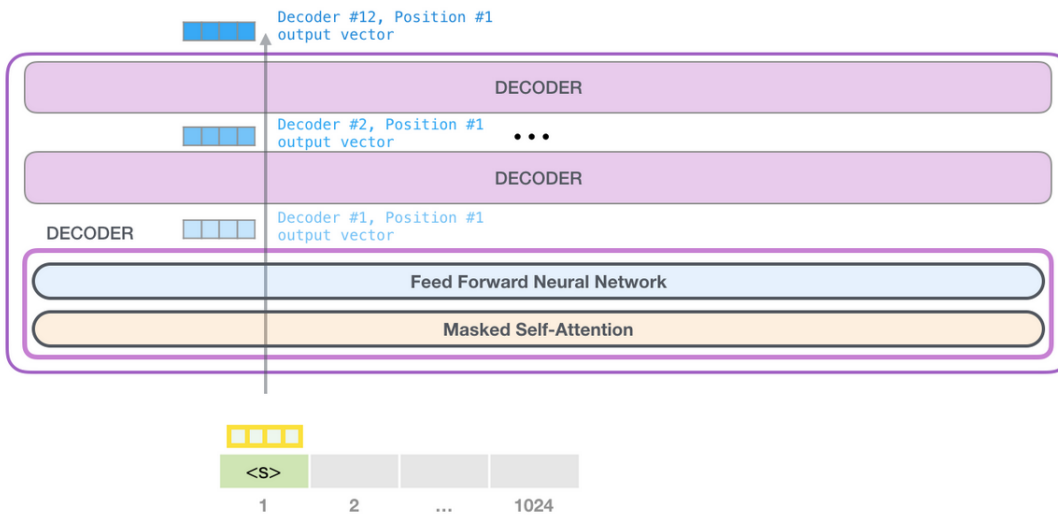 Decoder #12, Position #1
output vector
DECODER
Decoder #2, Position #1
output vector
...
DECODER
Decoder #1, Position #1
output vector
DECODER
Feed Forward Neural Network
Masked Self-Attention
<s>
1 2 ... 1024